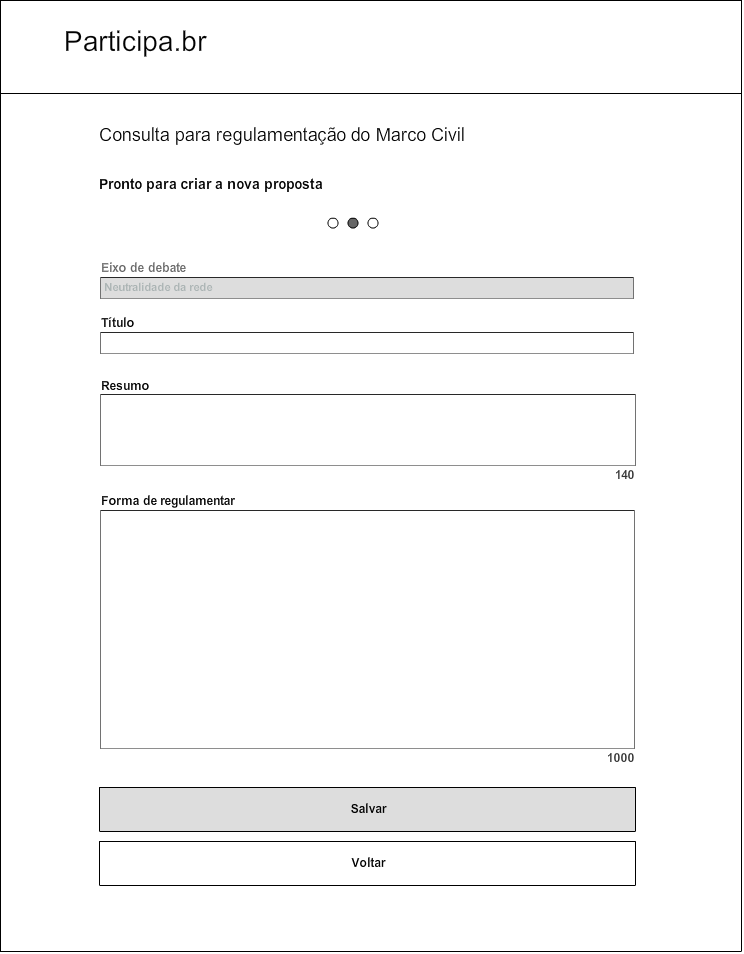 Participa.br
Consulta para regulamentação do Marco Civil
Pronto para criar a nova proposta
Eixo de debate
Neutralidade da rede
Título
Resumo
140
Forma de regulamentar
1000
Salvar
Voltar